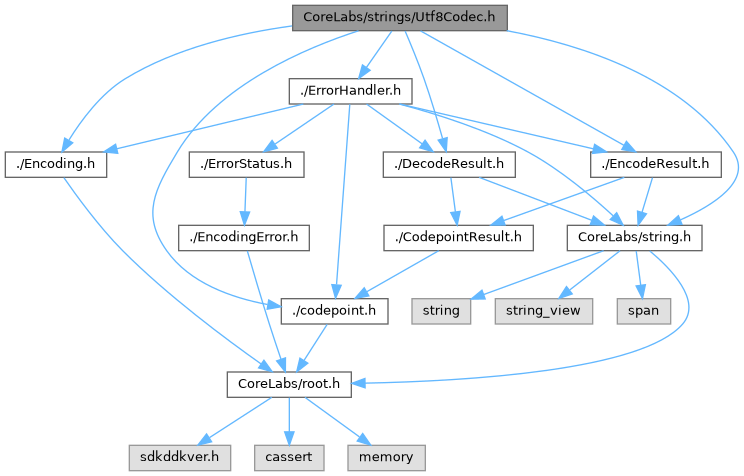 CoreLabs/strings/Utf8Codec.h
./ErrorHandler.h
./Encoding.h
./ErrorStatus.h
./DecodeResult.h
./EncodeResult.h
./EncodingError.h
./CodepointResult.h
CoreLabs/string.h
./codepoint.h
string
string_view
span
CoreLabs/root.h
sdkddkver.h
cassert
memory